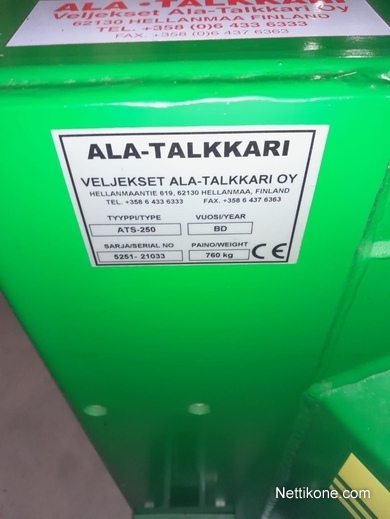 ALA-TALKKARI
Veljekset Ala-Talkkari Oy
62130 HELLANMAA FINLAND
TEL. +358 (0)6 433 6333
FAX. +358 (0)6 437 6363
ALA-TALKKARI
VELJEKSET ALA-TALKKARI OY
HELLANMAANTIE 619, 62130 HELLANMAA, FINLAND
TEL. +358 6 433 6333 FAX. +358 6 437 6363
TYYPPI/TYPE VUOSI/YEAR
ATS-250 BD
SARJA/SERIAL NO PAINO/WEIGHT
5251- 21033 760 kg CE
Nettikone.com